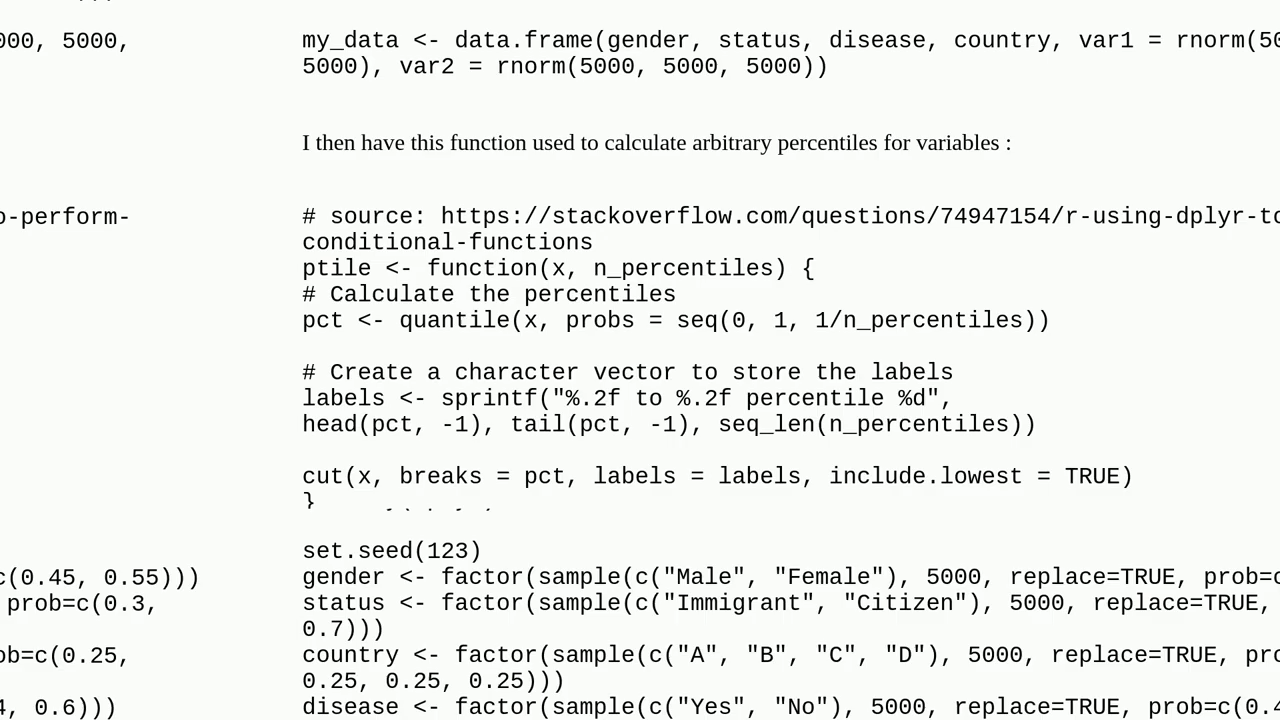 000, 5000,
my_data <- data.frame(gender, status, disease, country, var1 = rnorm(50
5000), var2 = rnorm(5000, 5000, 5000))
I then have this function used to calculate arbitrary percentiles for variables :
o-perform-
# source: https://stackoverflow.com/questions/74947154/r-using-dplyr-to
conditional-functions
ptile <- function(x, n_percentiles) {
# Calculate the percentiles
pct <- quantile(x, probs = seq(0, 1, 1/n_percentiles))
# Create a character vector to store the labels
labels <- sprintf("%.2f to %.2f percentile %d",
head(pct, -1), tail(pct, -1), seq_len(n_percentiles))
cut(x, breaks = pct, labels = labels, include.lowest = TRUE)
}
set.seed(123)
c(0.45, 0.55)))
gender <- factor(sample(c("Male", "Female"), 5000, replace=TRUE, prob=c
prob=c(0.3,
status <- factor(sample(c("Immigrant", "Citizen"), 5000, replace=TRUE,
0.7)))
ob=c(0.25,
country <- factor(sample(c("A", "B", "C", "D"), 5000, replace=TRUE, pro
0.25, 0.25, 0.25)))
4, 0.6)))
disease <- factor(sample(c("Yes", "No"), 5000, replace=TRUE, prob=c(0.4